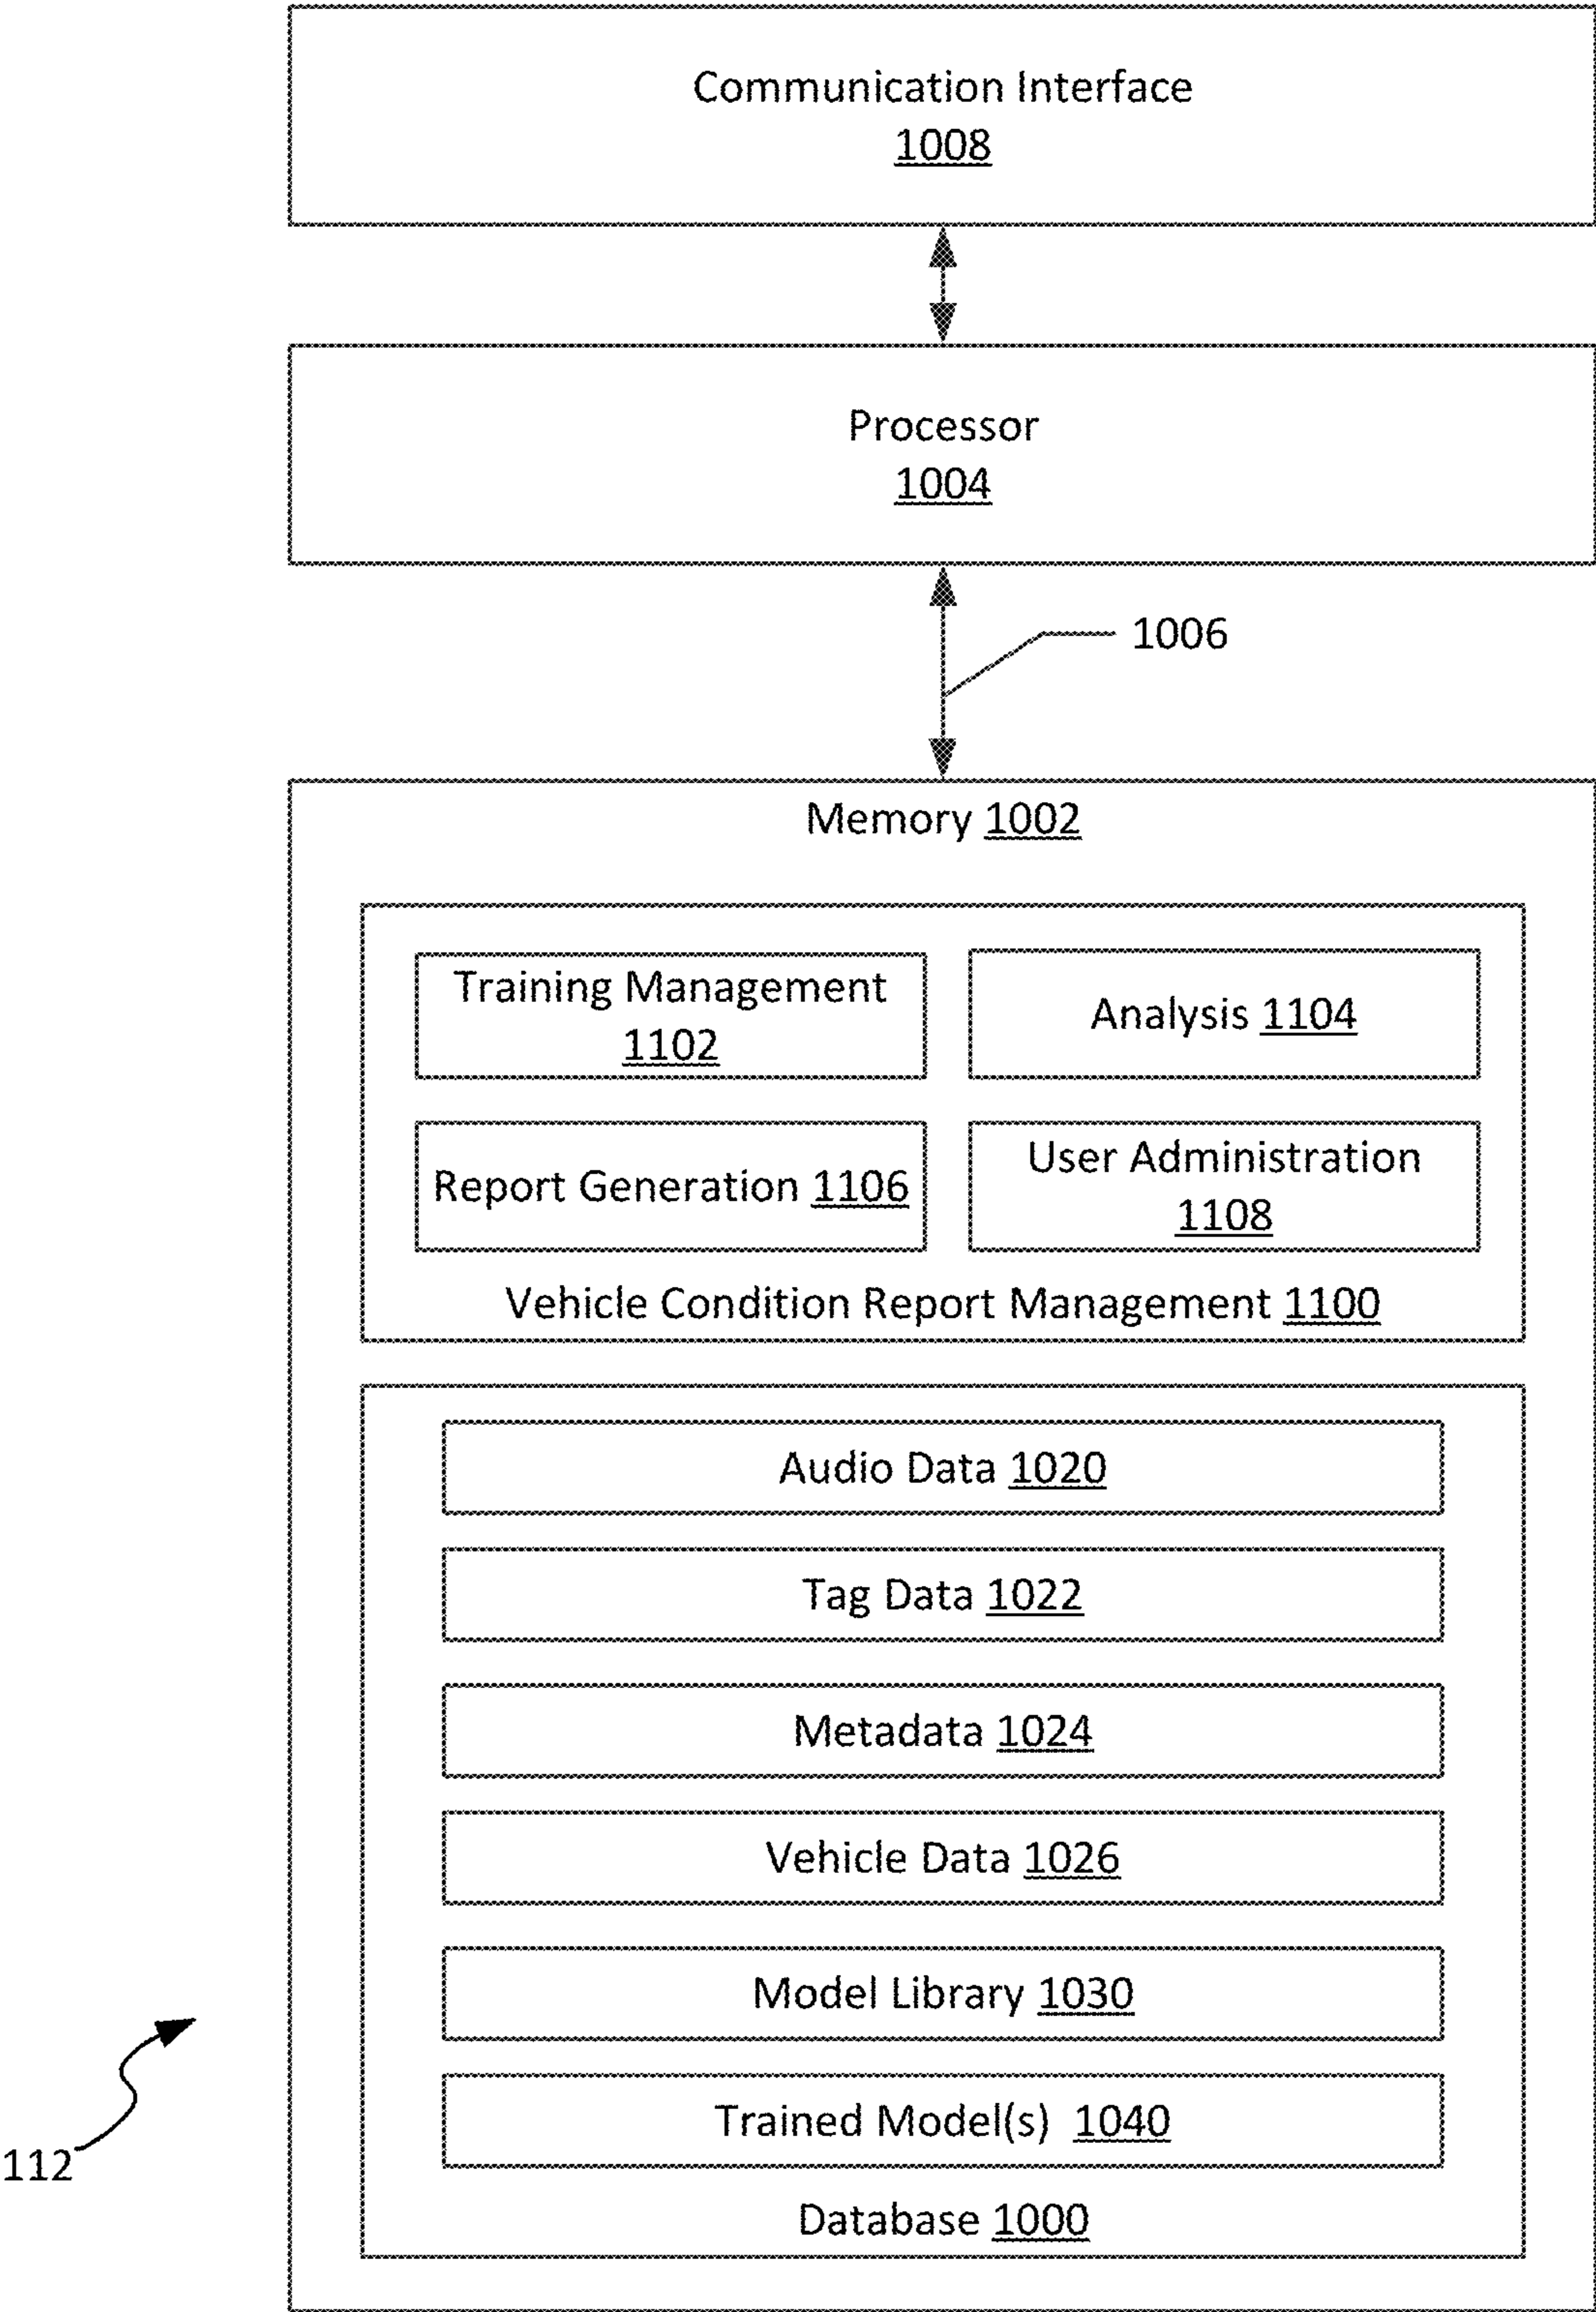 Communication Interface
1008
Processor
1004
1006
Memory 1002
Training Management
1102
Analysis 1104
Report Generation 1106
User Administration
1108
Vehicle Condition Report Management 1100
Audio Data 1020
Tag Data 1022
Metadata 1024
Vehicle Data 1026
Model Library 1030
Trained Model(s) 1040
Database 1000
112